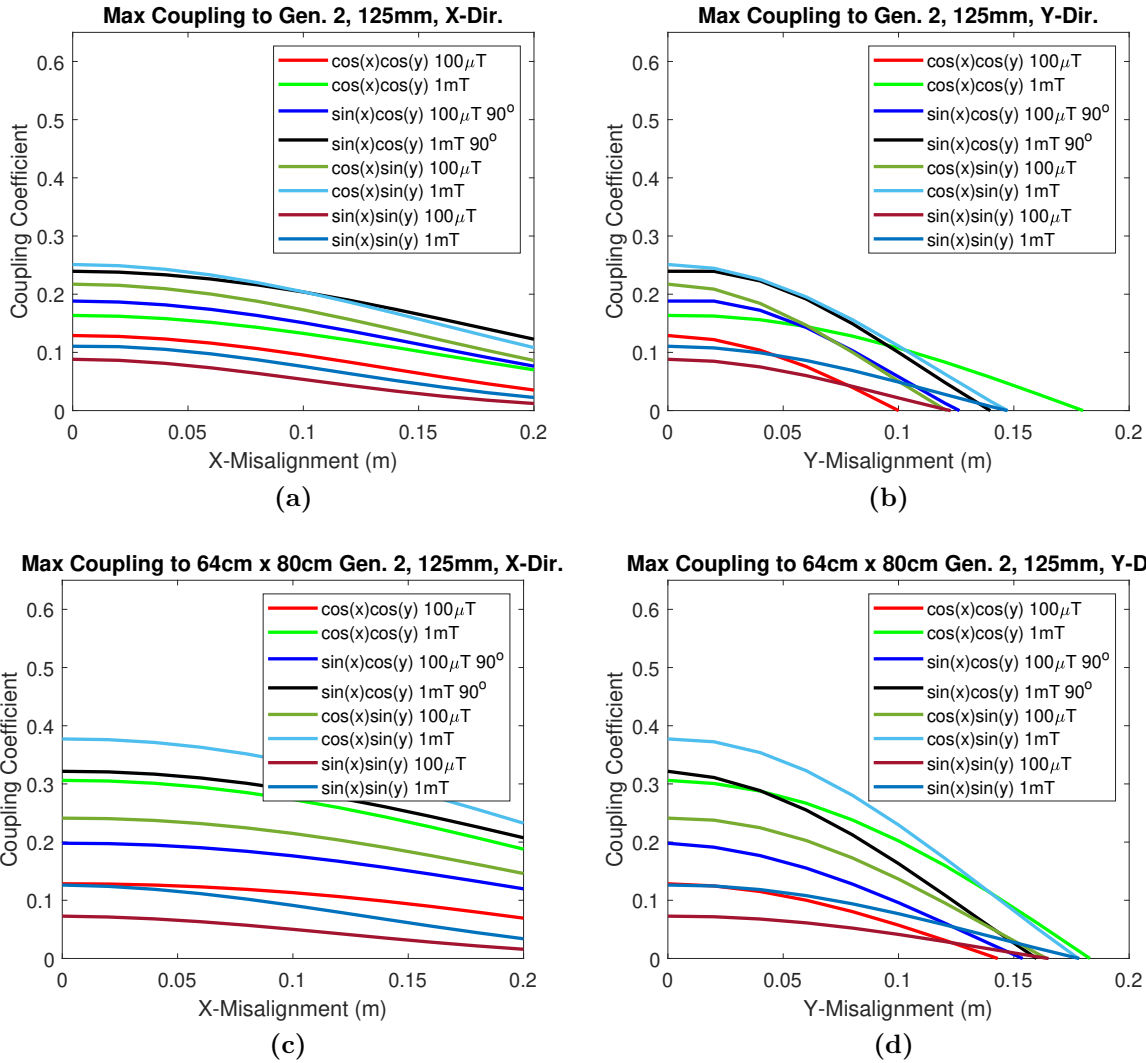 Max Coupling to Gen. 2, 125mm, X-Dir.
0.6
0.5
0.4
0.3
0.2
0.1
0
Coupling Coefficient
cos(x)cos(y) 100μT
cos(x)cos(y) 1mT
sin(x)cos(y) 100μT 90°
sin(x)cos(y) 1mT 90°
cos(x)sin(y) 100μT
cos(x)sin(y) 1mT
sin(x)sin(y) 100μT
sin(x)sin(y) 1mT
0 0.05 0.1 0.15 0.2
X-Misalignment (m)
(a)
Max Coupling to Gen. 2, 125mm, Y-Dir.
0.6
0.5
0.4
0.3
0.2
0.1
0
Coupling Coefficient
cos(x)cos(y) 100μT
cos(x)cos(y) 1mT
sin(x)cos(y) 100μT 90°
sin(x)cos(y) 1mT 90°
cos(x)sin(y) 100μT
cos(x)sin(y) 1mT
sin(x)sin(y) 100μT
sin(x)sin(y) 1mT
0 0.05 0.1 0.15 0.2
Y-Misalignment (m)
(b)
Max Coupling to 64cm x 80cm Gen. 2, 125mm, X-Dir.
0.6
0.5
0.4
0.3
0.2
0.1
0
Coupling Coefficient
cos(x)cos(y) 100μT
cos(x)cos(y) 1mT
sin(x)cos(y) 100μT 90°
sin(x)cos(y) 1mT 90°
cos(x)sin(y) 100μT
cos(x)sin(y) 1mT
sin(x)sin(y) 100μT
sin(x)sin(y) 1mT
0 0.05 0.1 0.15 0.2
X-Misalignment (m)
(c)
Max Coupling to 64cm x 80cm Gen. 2, 125mm, Y-D
0.6
0.5
0.4
0.3
0.2
0.1
0
Coupling Coefficient
cos(x)cos(y) 100μT
cos(x)cos(y) 1mT
sin(x)cos(y) 100μT 90°
sin(x)cos(y) 1mT 90°
cos(x)sin(y) 100μT
cos(x)sin(y) 1mT
sin(x)sin(y) 100μT
sin(x)sin(y) 1mT
0 0.05 0.1 0.15 0.2
Y-Misalignment (m)
(d)